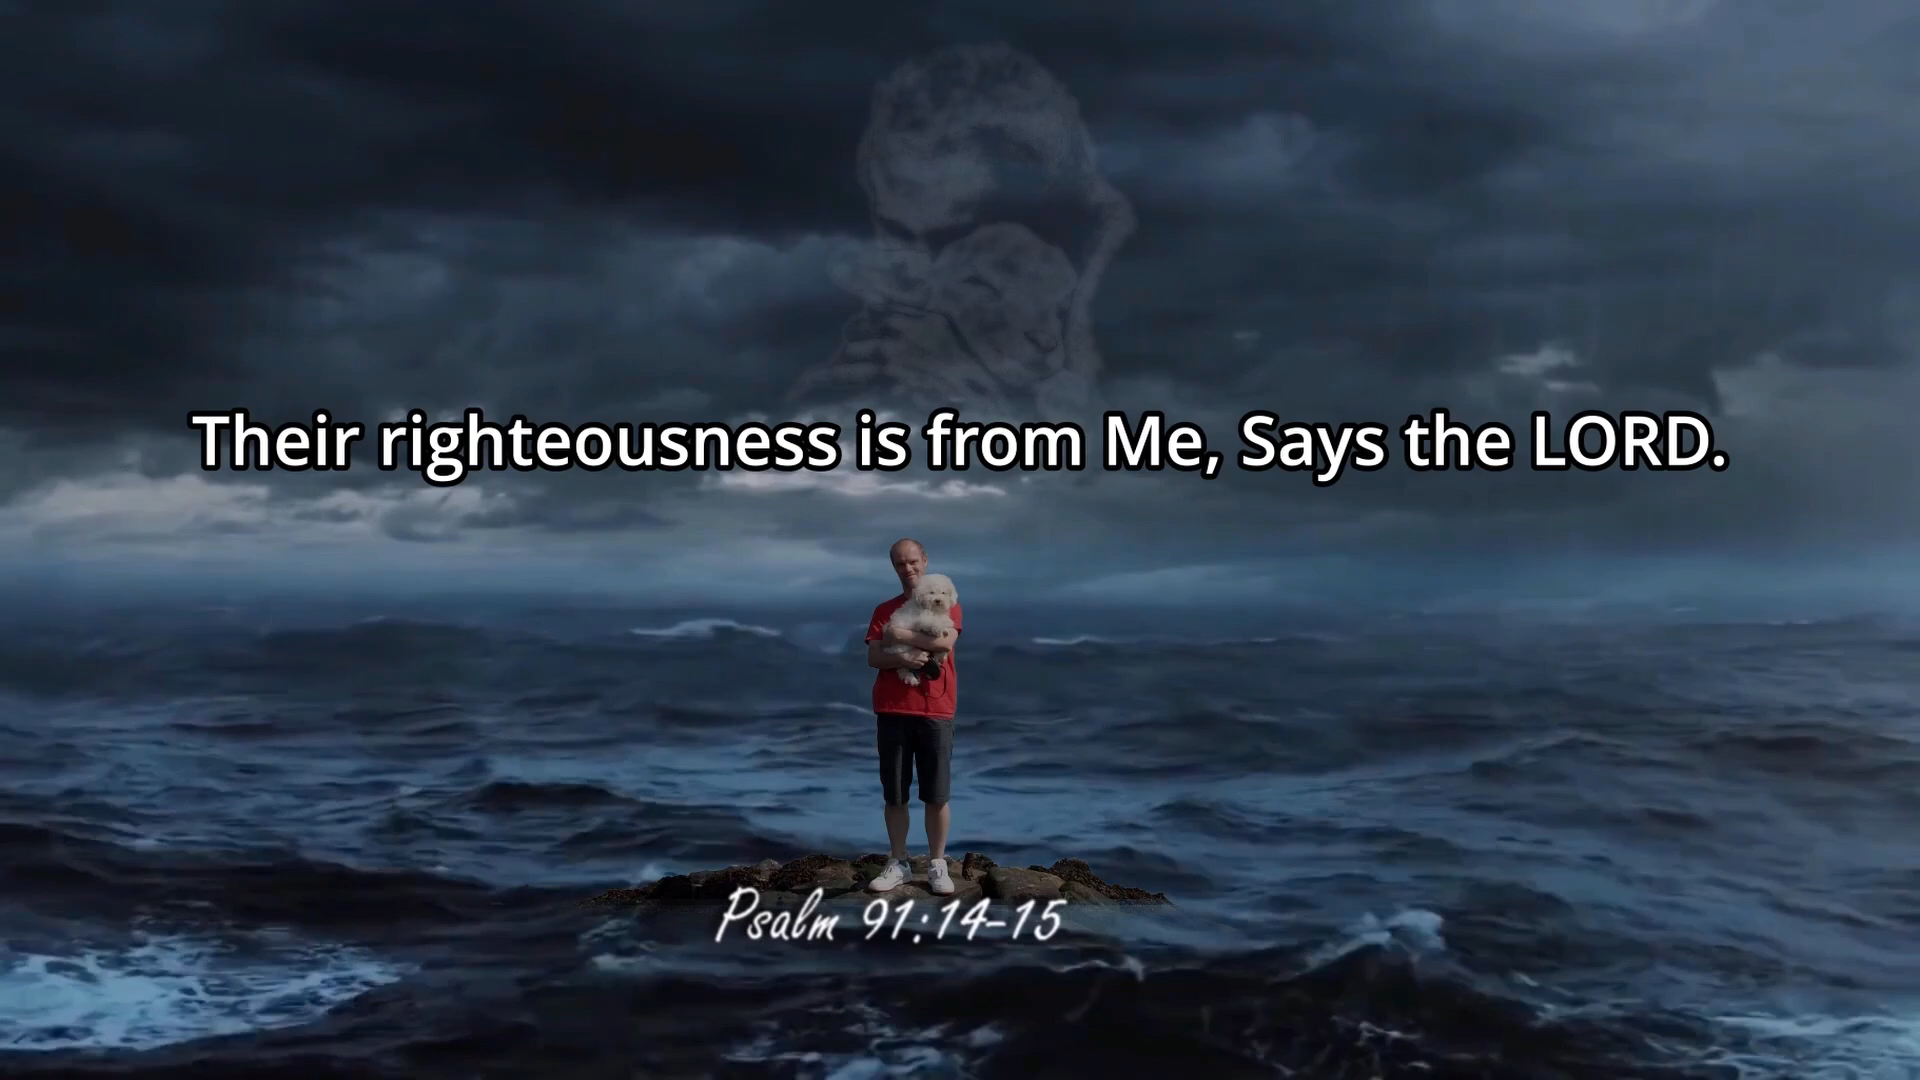 Their righteousness is from Me, Says the LORD.
Psalm 91:14-15